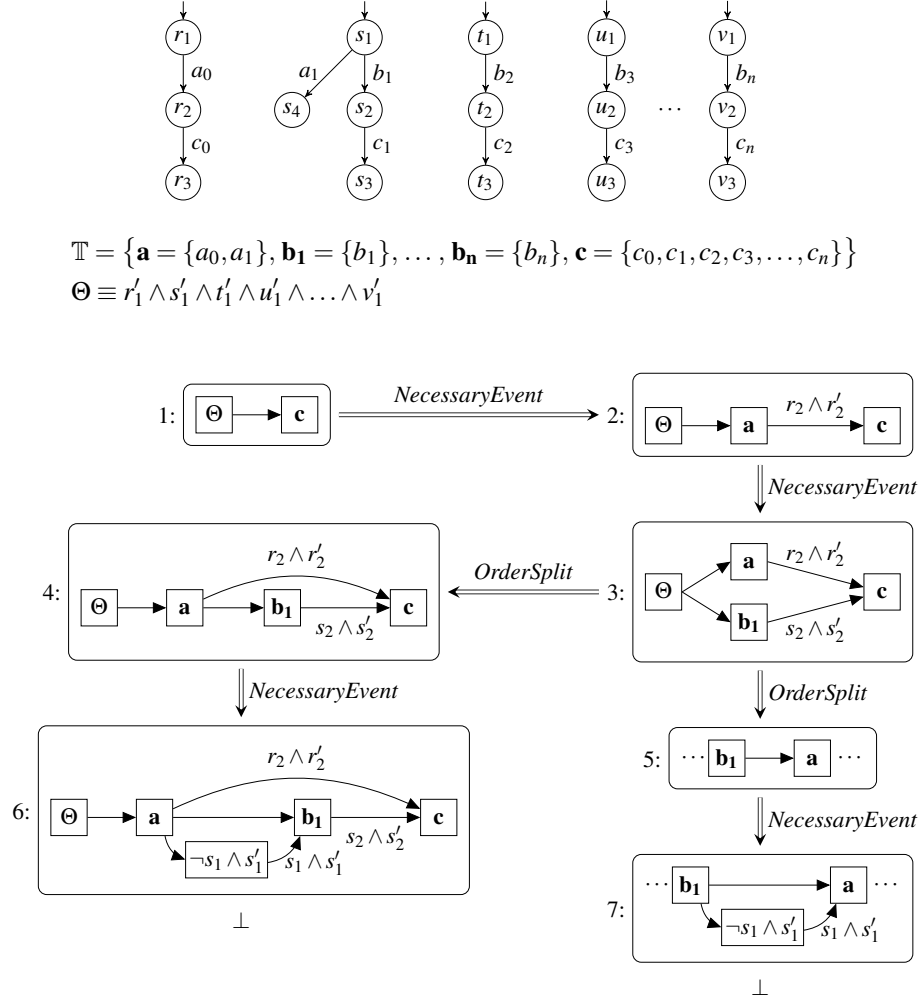 r₁ s₁ t₁ u₁ v₁
a₀ a₁ b₁ b₂ b₃ bₙ
r₂ s₄ s₂ t₂ u₂ ⋯ v₂
c₀ c₁ c₂ c₃ cₙ
r₃ s₃ t₃ u₃ v₃
𝕋 = {a = {a₀, a₁}, b₁ = {b₁}, …, bₙ = {bₙ}, c = {c₀, c₁, c₂, c₃, …, cₙ}}
Θ ≡ r′₁ ∧ s′₁ ∧ t′₁ ∧ u′₁ ∧ … ∧ v′₁
1: Θ c
NecessaryEvent
2: Θ a r₂ ∧ r′₂ c
NecessaryEvent
4: Θ a b₁ c r₂ ∧ r′₂ s₂ ∧ s′₂
OrderSplit
3: Θ a b₁ c r₂ ∧ r′₂ s₂ ∧ s′₂
NecessaryEvent
OrderSplit
5: ⋯ b₁ a ⋯
NecessaryEvent
6: Θ a b₁ c r₂ ∧ r′₂ s₂ ∧ s′₂
¬s₁ ∧ s′₁ s₁ ∧ s′₁
⊥
7: ⋯ b₁ a ⋯
¬s₁ ∧ s′₁ s₁ ∧ s′₁
⊥